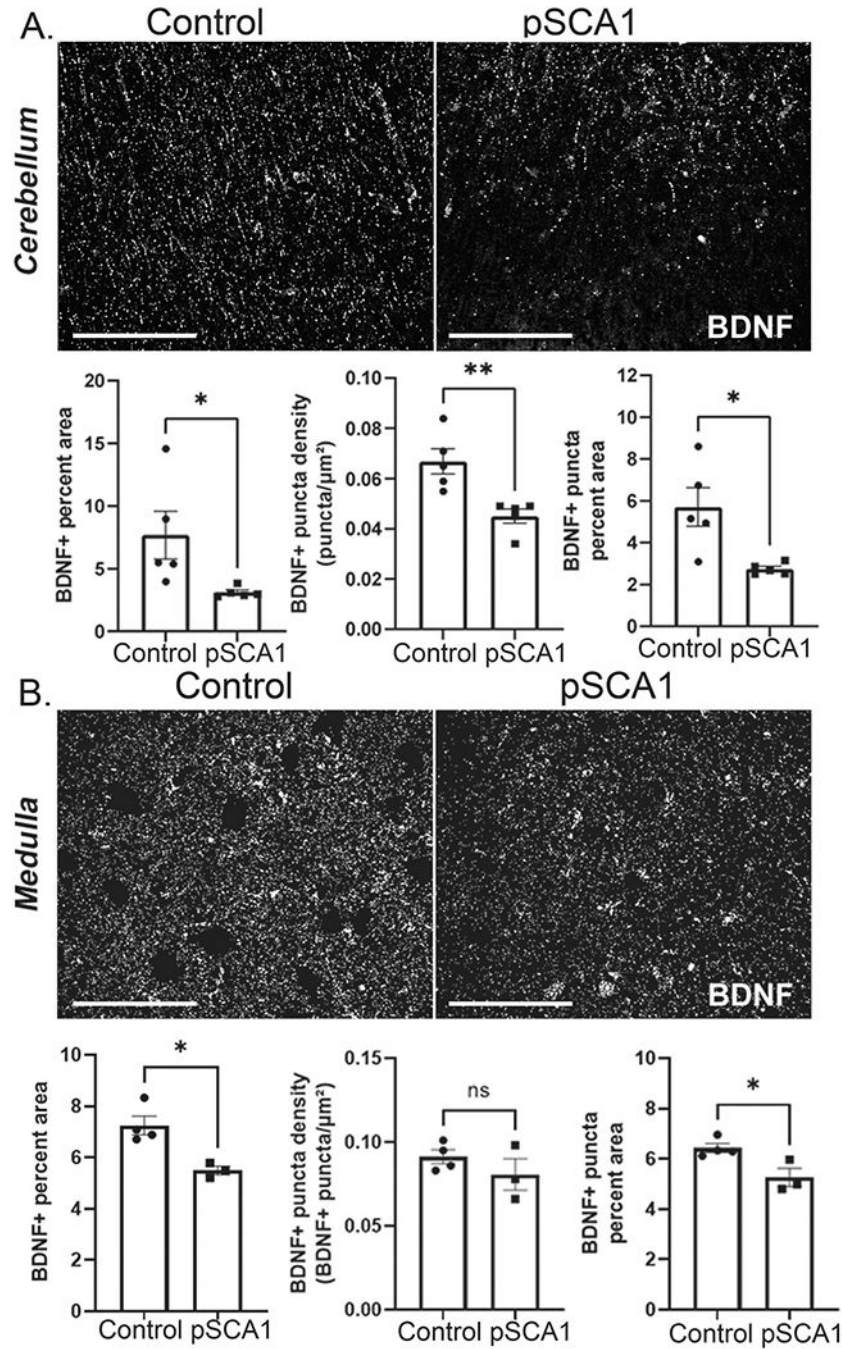 A. Control pSCA1
Cerebellum
BDNF
BDNF+ percent area
20
15
10
5
0
*
Control pSCA1
BDNF+ puncta density
(puncta/µm²)
0.10
0.08
0.06
0.04
0.02
0.00
**
Control pSCA1
BDNF+ puncta
percent area
12
10
8
6
4
2
0
*
Control pSCA1
B. Control pSCA1
Medulla
BDNF
BDNF+ percent area
10
8
6
4
2
0
*
Control pSCA1
BDNF+ puncta density
(BDNF+ puncta/µm²)
0.15
0.10
0.05
0.00
ns
Control pSCA1
BDNF+ puncta
percent area
10
8
6
4
2
0
*
Control pSCA1